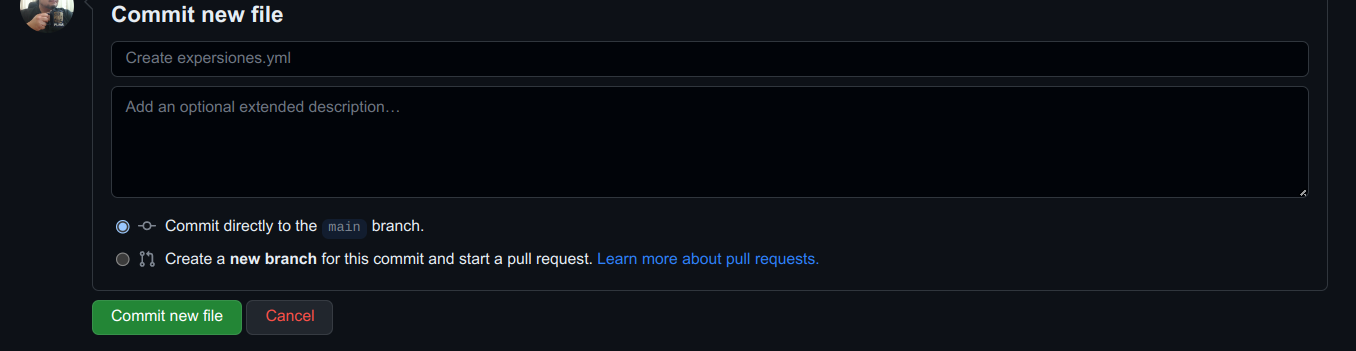 Commit new file
Create expersiones.yml
Add an optional extended description…
Commit directly to the main branch.
Create a new branch for this commit and start a pull request. Learn more about pull requests.
Commit new file Cancel